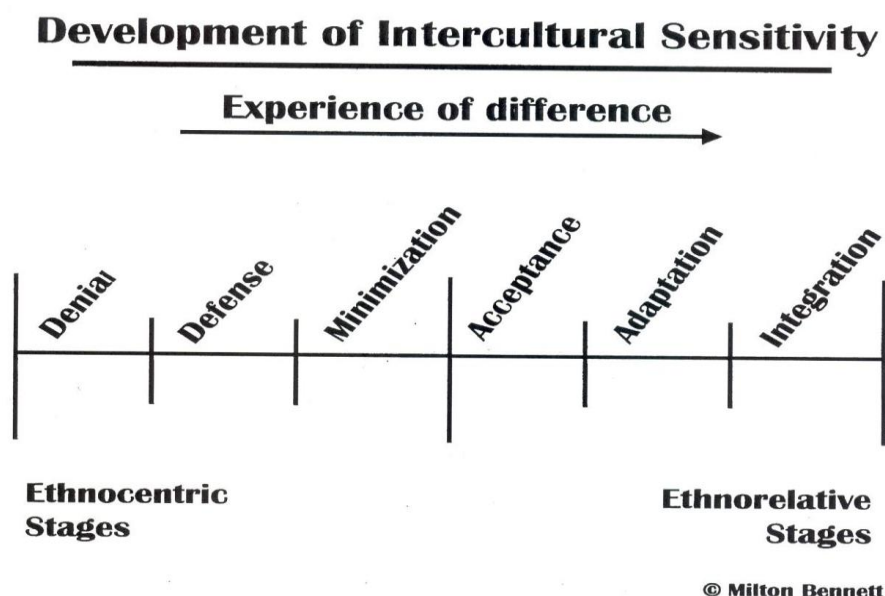 Development of Intercultural Sensitivity
Experience of difference
Denial
Defense
Minimization
Acceptance
Adaptation
Integration
Ethnocentric
Stages
Ethnorelative
Stages
© Milton Bennett